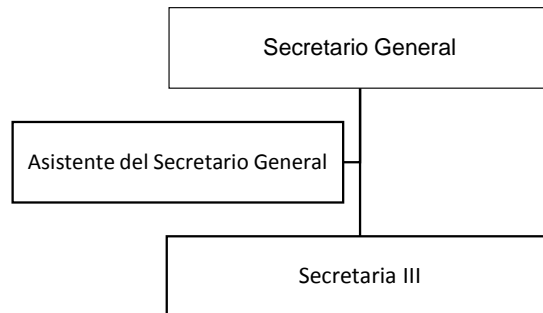 Secretario General
Asistente del Secretario General
Secretaria III